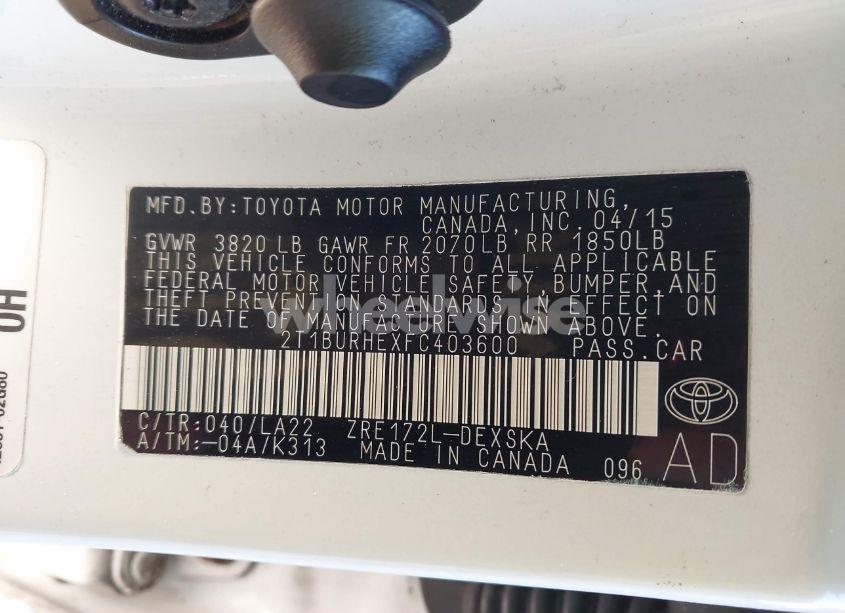 MFD.BY:TOYOTA MOTOR MANUFACTURING,
CANADA,INC.04/15
GVWR 3820 LB GAWR FR 2070LB RR 1850LB
THIS VEHICLE CONFORMS TO ALL APPLICABLE
FEDERAL MOTOR VEHICLE SAFETY,BUMPER,AND
THEFT PREVENTION STANDARDS IN EFFECT ON
THE DATE OF MANUFACTURE SHOWN ABOVE.
2T1BURHEXFC403600 PASS.CAR
C/TR:040/LA22 ZRE172L-DEXSKA
A/TM:-04A/K313 MADE IN CANADA 096 AD
wheelwise
OH